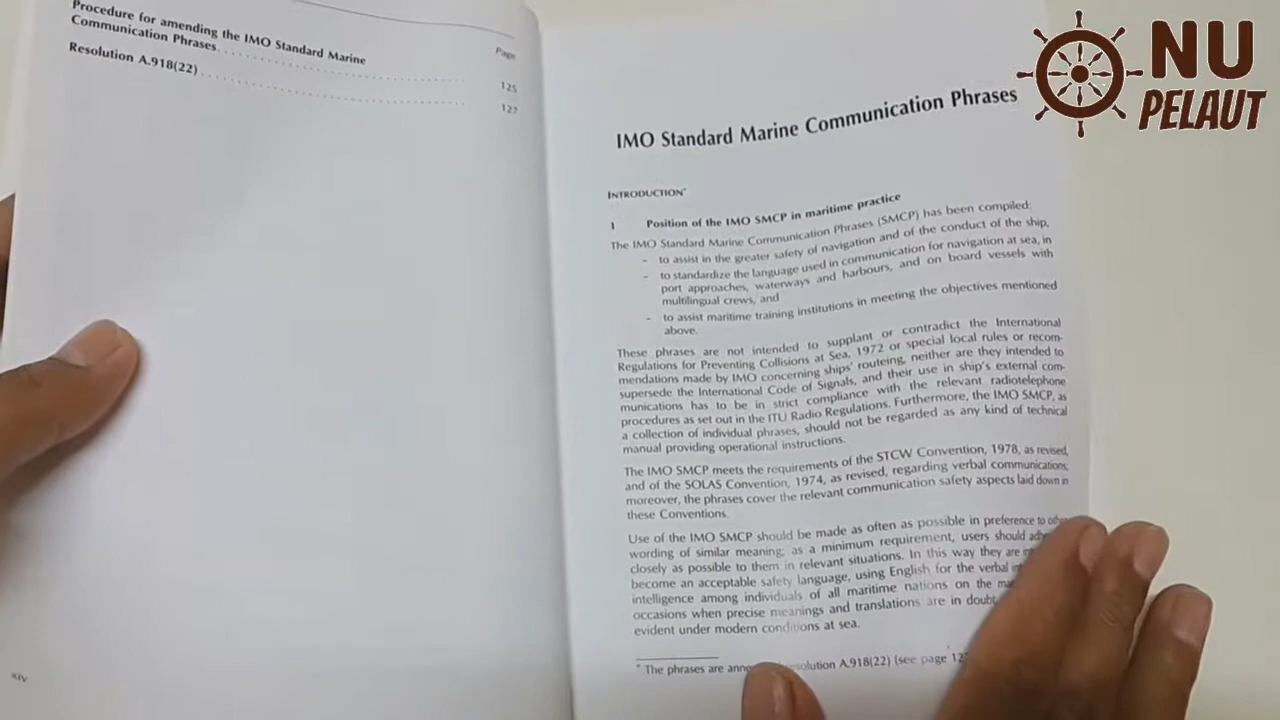 Page
Procedure for amending the IMO Standard Marine
Communication Phrases . . . . . . . . . . . . . . . . . . . . . . . . . . . . 125
Resolution A.918(22) . . . . . . . . . . . . . . . . . . . . . . . . . . . . . . 127
xiv
IMO Standard Marine Communication Phrases
INTRODUCTION*
1 Position of the IMO SMCP in maritime practice
The IMO Standard Marine Communication Phrases (SMCP) has been compiled:
– to assist in the greater safety of navigation and of the conduct of the ship,
– to standardize the language used in communication for navigation at sea, in
port approaches, waterways and harbours, and on board vessels with
multilingual crews, and
– to assist maritime training institutions in meeting the objectives mentioned
above.
These phrases are not intended to supplant or contradict the International
Regulations for Preventing Collisions at Sea, 1972 or special local rules or recom-
mendations made by IMO concerning ships' routeing, neither are they intended to
supersede the International Code of Signals, and their use in ship's external com-
munications has to be in strict compliance with the relevant radiotelephone
procedures as set out in the ITU Radio Regulations. Furthermore, the IMO SMCP, as
a collection of individual phrases, should not be regarded as any kind of technical
manual providing operational instructions.
The IMO SMCP meets the requirements of the STCW Convention, 1978, as revised,
and of the SOLAS Convention, 1974, as revised, regarding verbal communications;
moreover, the phrases cover the relevant communication safety aspects laid down in
these Conventions.
Use of the IMO SMCP should be made as often as possible in preference to other
wording of similar meaning; as a minimum requirement, users should
closely as possible to them in relevant situations. In this way they are
become an acceptable safety language, using English for the verbal
intelligence among individuals of all maritime nations on the
occasions when precise meanings and translations are in doubt
evident under modern conditions at sea.
* The phrases are A.918(22) (see page
NU
PELAUT